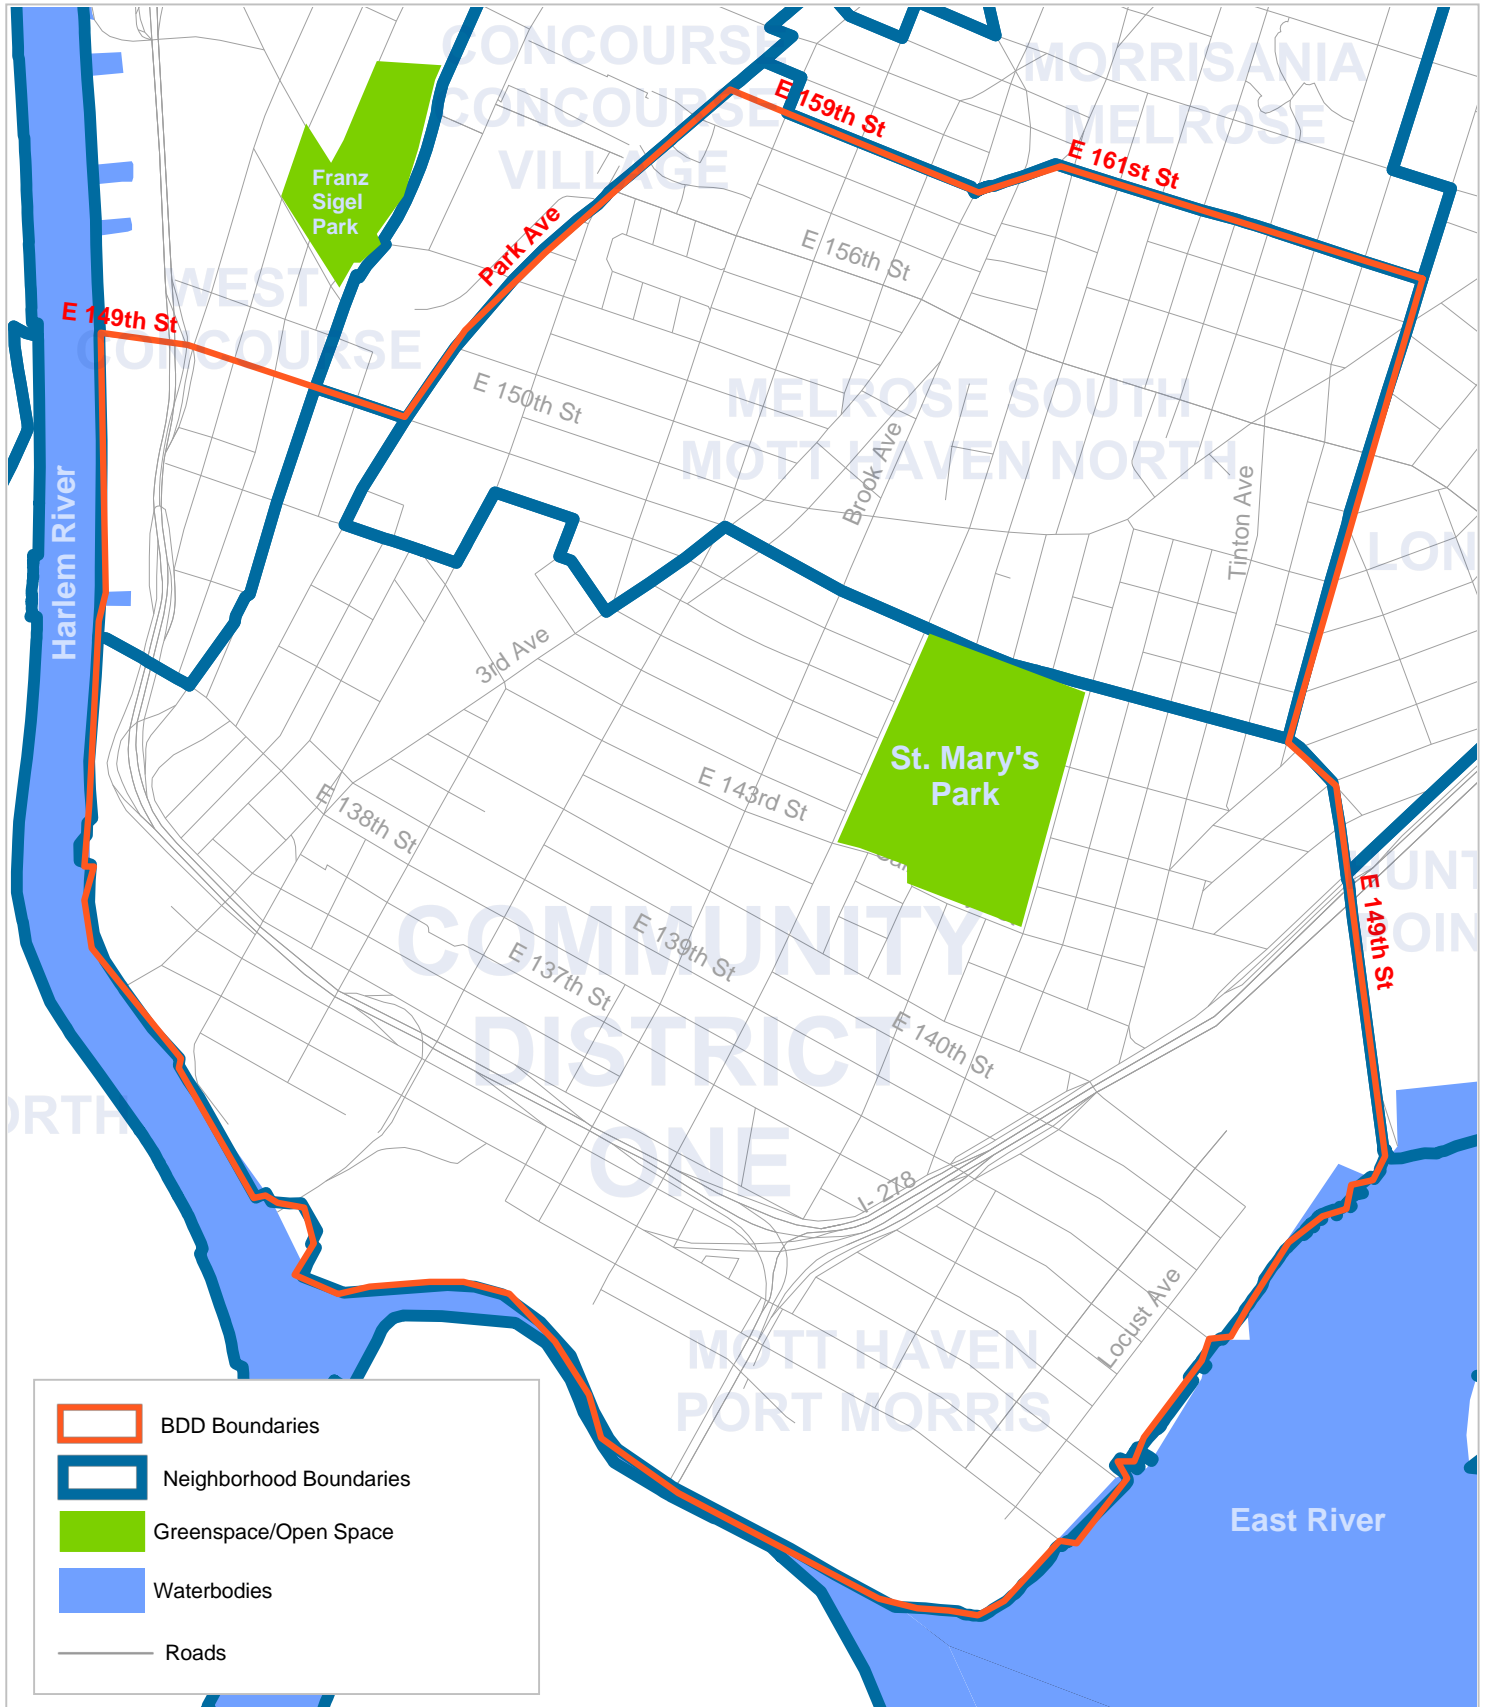 CONCOURSE
CONCOURSE
VILLAGE
MORRISANIA
MELROSE
E 159th St
E 161st St
Franz
Sigel
Park
Park Ave
E 156th St
WEST
CONCOURSE
E 149th St
E 150th St
MELROSE SOUTH
MOTT HAVEN NORTH
Brook Ave
Tinton Ave
LON
Harlem River
3rd Ave
St. Mary's
Park
E 143rd St
E 138th St
UNT
OIN
E 149th St
COMMUNITY
DISTRICT
ONE
E 139th St
E 137th St
E 140th St
ORTH
I- 278
Locust Ave
MOTT HAVEN
PORT MORRIS
East River
BDD Boundaries
Neighborhood Boundaries
Greenspace/Open Space
Waterbodies
Roads